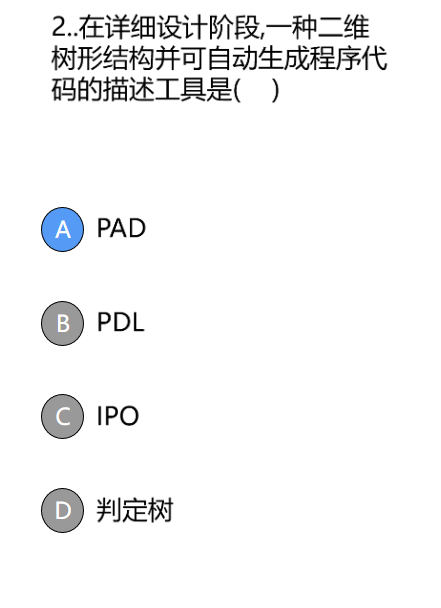 2..在详细设计阶段,一种二维
树形结构并可自动生成程序代
码的描述工具是(    )
A PAD
B PDL
C IPO
D 判定树